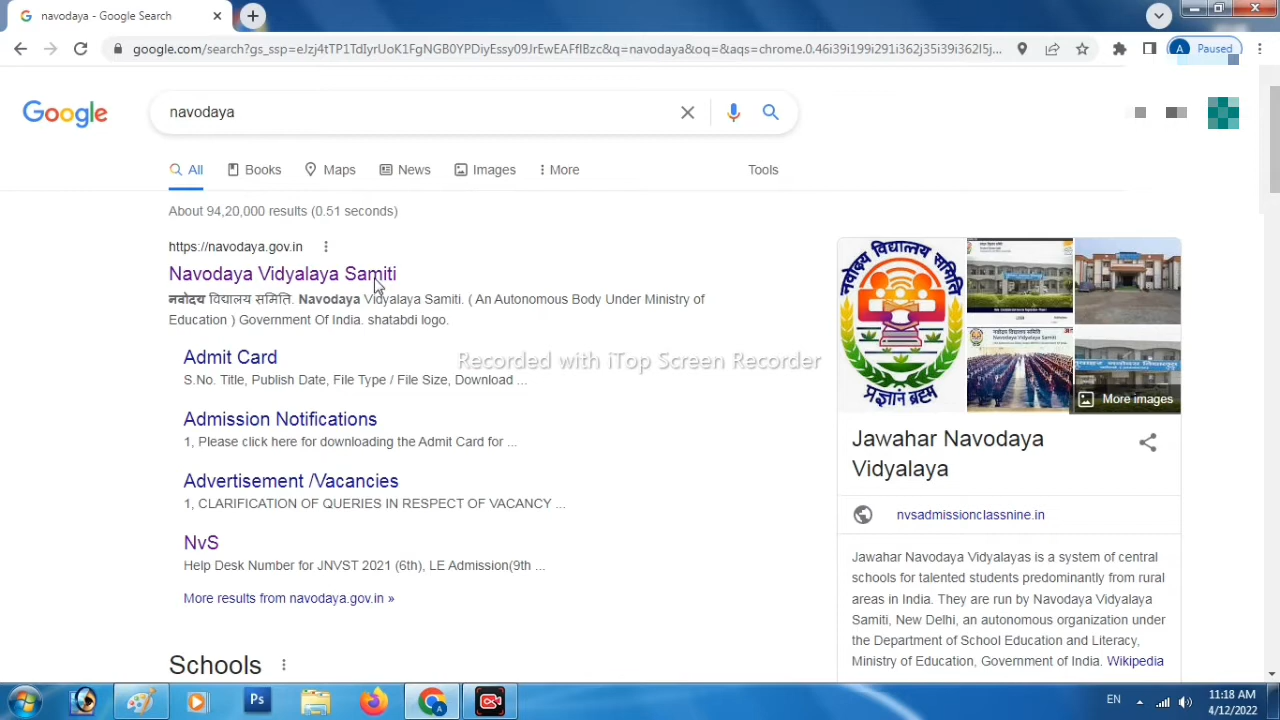 navodaya - Google Search
google.com/search?gs_ssp=eJzj4tTP1TdIyrUoK1FgNGB0YPDiyEssy09JrEwEAFflBzc&q=navodaya&oq=&aqs=chrome.0.46i39i199i291i362j35i39i362l5j...
A Paused
Google
navodaya
All
Books
Maps
News
Images
More
Tools
About 94,20,000 results (0.51 seconds)
https://navodaya.gov.in
Navodaya Vidyalaya Samiti
नवोदय विद्यालय समिति. Navodaya Vidyalaya Samiti. ( An Autonomous Body Under Ministry of
Education ) Government Of India. shatabdi logo.
Admit Card
S.No. Title, Publish Date, File Type / File Size, Download ...
Recorded with iTop Screen Recorder
Admission Notifications
1, Please click here for downloading the Admit Card for ...
Advertisement /Vacancies
1, CLARIFICATION OF QUERIES IN RESPECT OF VACANCY ...
NvS
Help Desk Number for JNVST 2021 (6th), LE Admission(9th ...
More results from navodaya.gov.in »
Schools
नवोदय विद्यालय समिति
प्रज्ञानं ब्रह्म
More images
Jawahar Navodaya
Vidyalaya
nvsadmissionclassnine.in
Jawahar Navodaya Vidyalayas is a system of central
schools for talented students predominantly from rural
areas in India. They are run by Navodaya Vidyalaya
Samiti, New Delhi, an autonomous organization under
the Department of School Education and Literacy,
Ministry of Education, Government of India. Wikipedia
Ps
A
EN
11:18 AM
4/12/2022